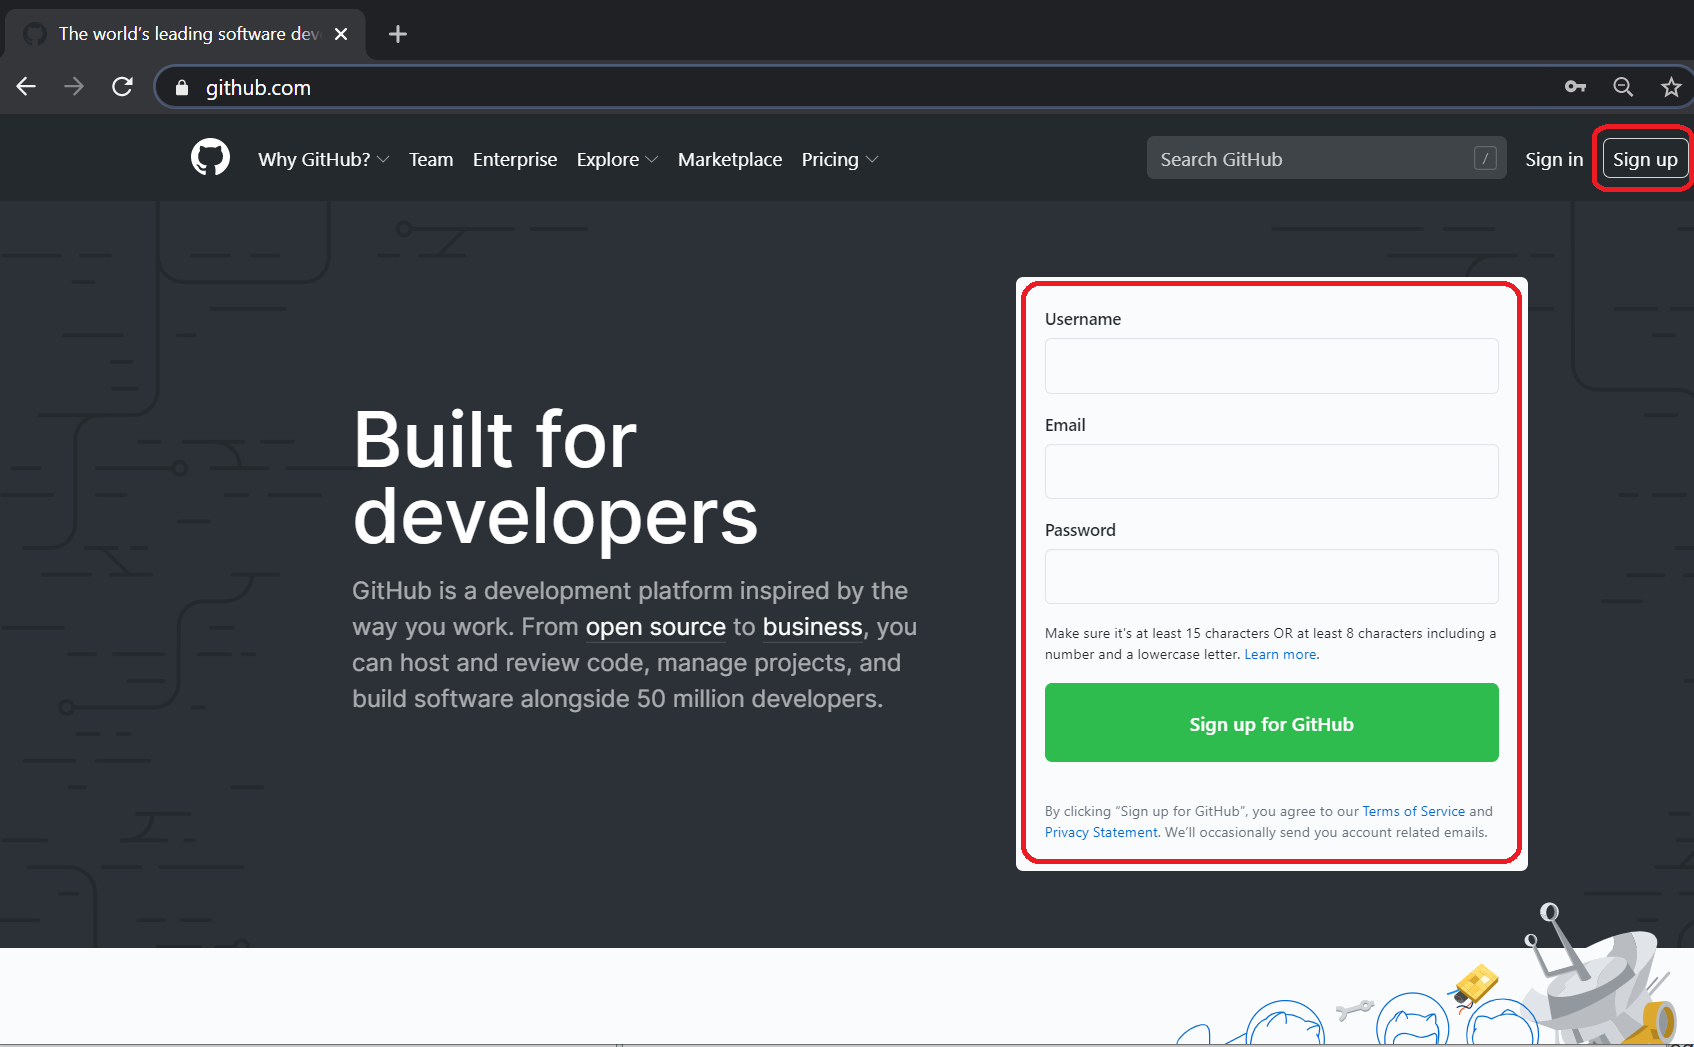 The world's leading software dev
github.com
Why GitHub? Team Enterprise Explore Marketplace Pricing
Search GitHub /
Sign in
Sign up
Built for
developers
GitHub is a development platform inspired by the
way you work. From open source to business, you
can host and review code, manage projects, and
build software alongside 50 million developers.
Username
Email
Password
Make sure it's at least 15 characters OR at least 8 characters including a
number and a lowercase letter. Learn more.
Sign up for GitHub
By clicking “Sign up for GitHub”, you agree to our Terms of Service and
Privacy Statement. We’ll occasionally send you account related emails.